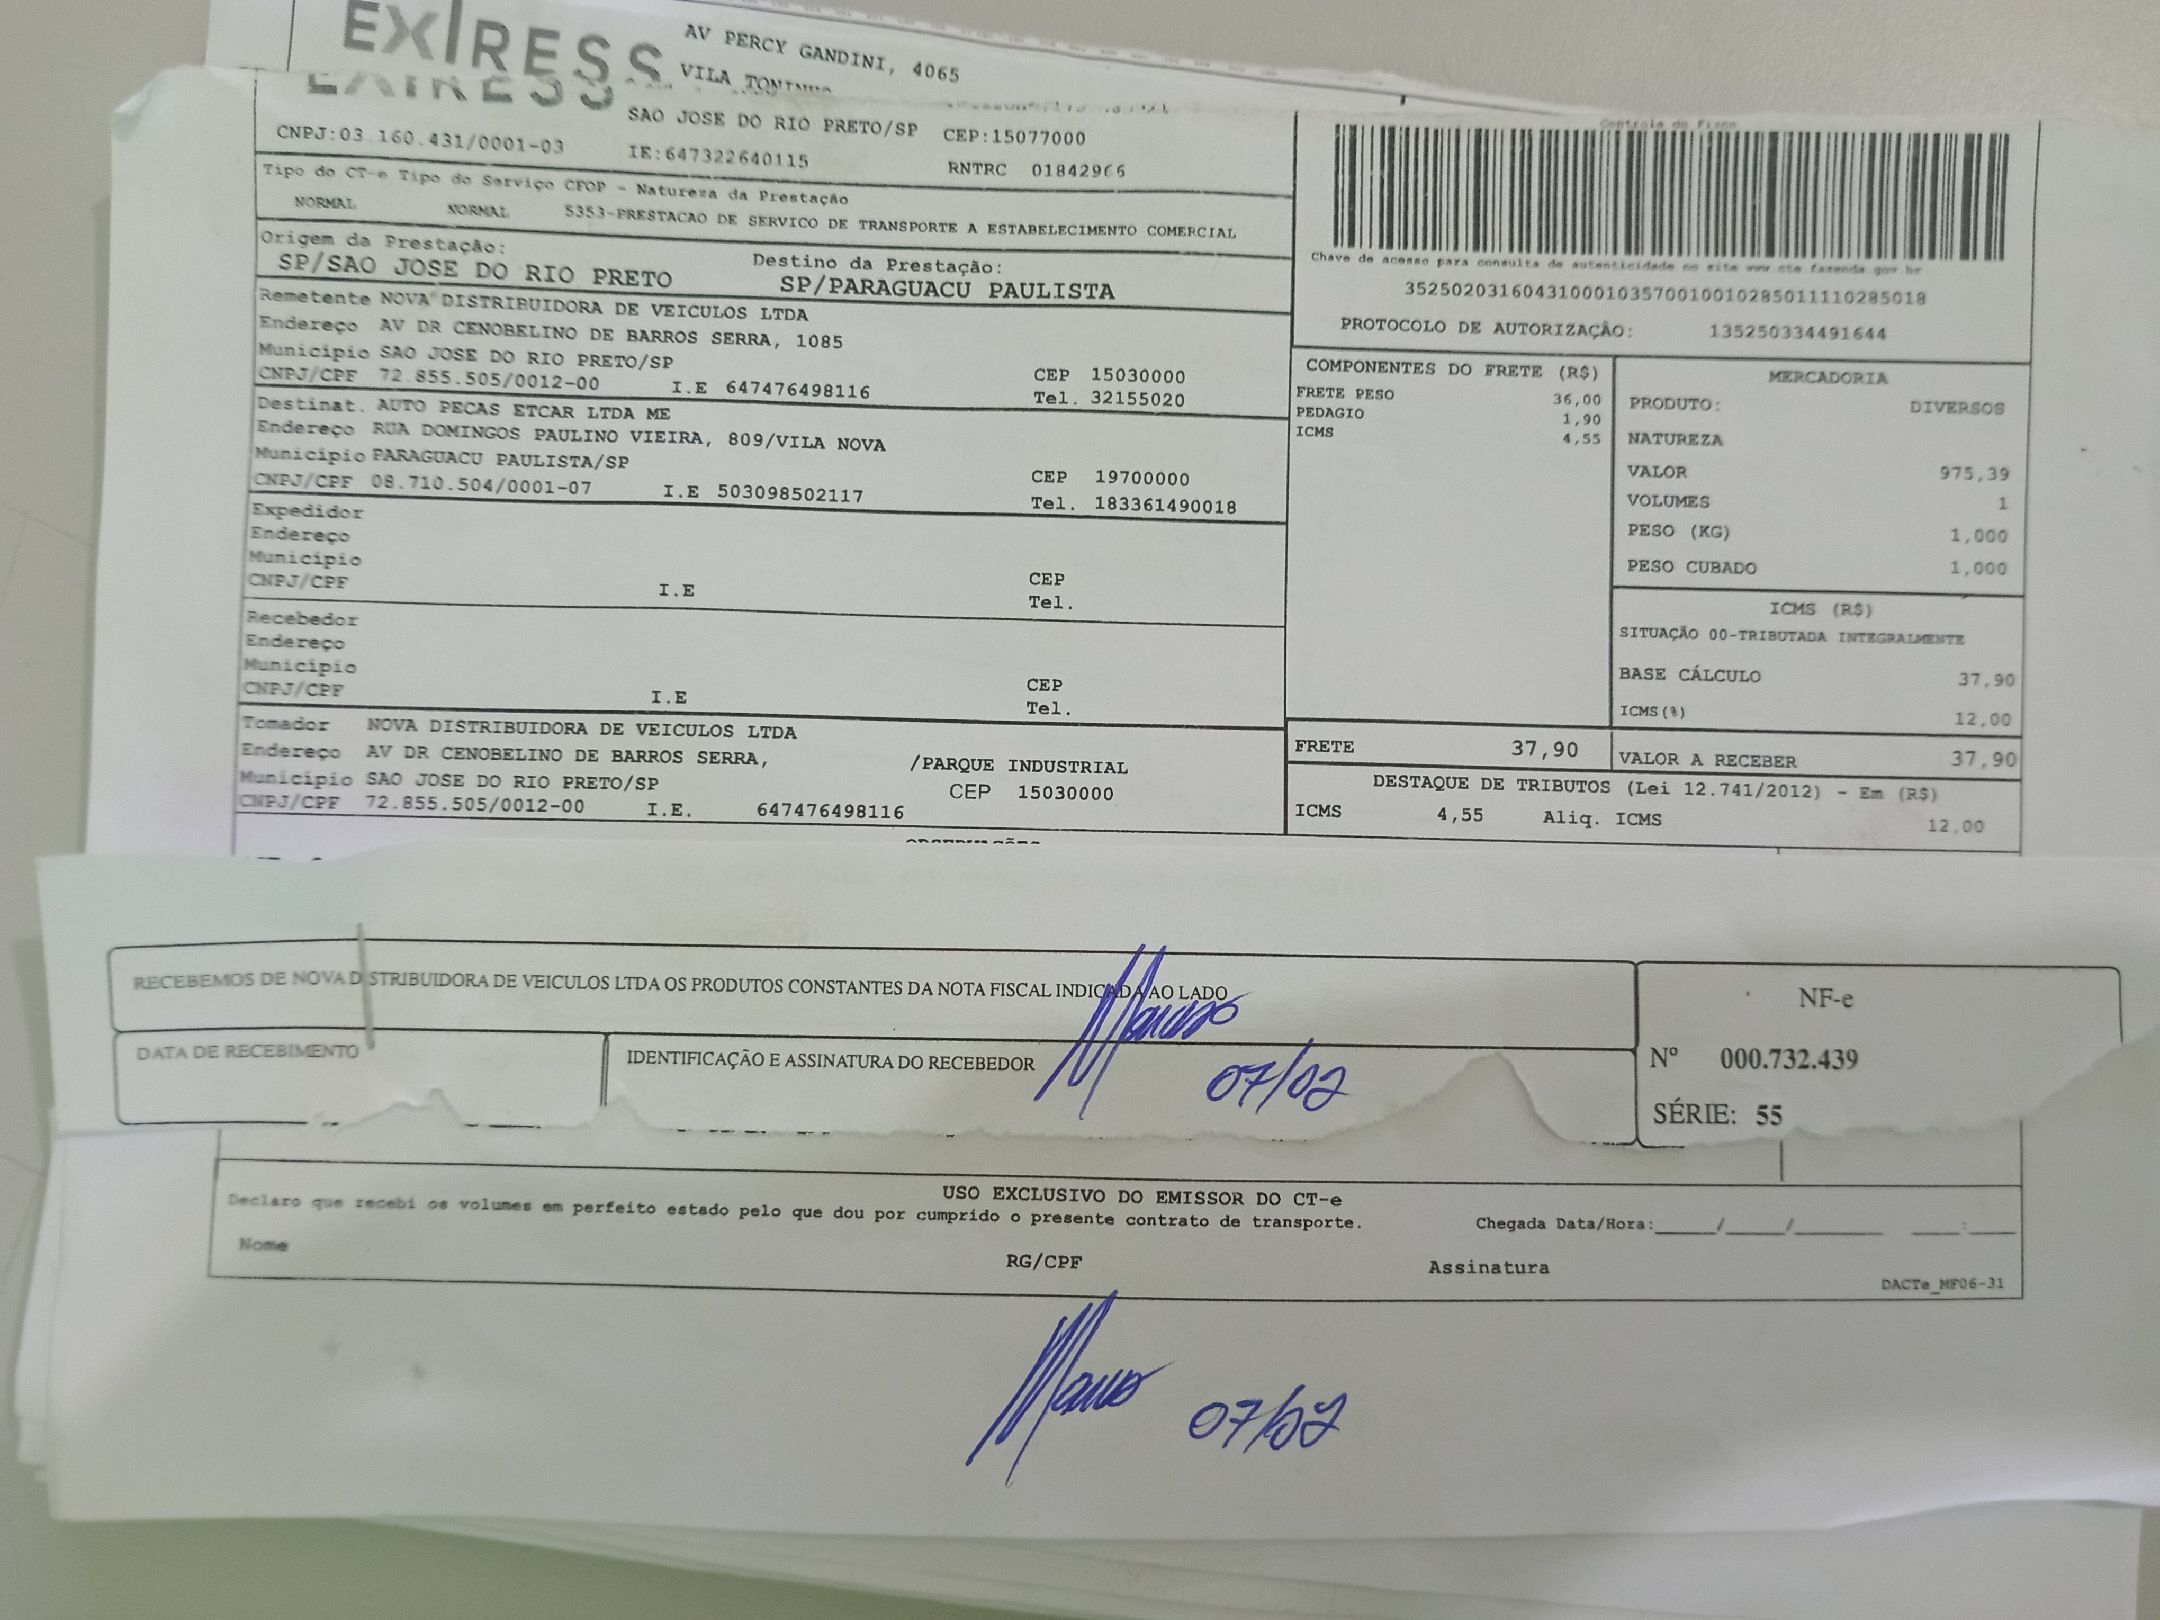 EXPRESS
AV PERCY GANDINI, 4065
VILA TONINHO
SAO JOSE DO RIO PRETO/SP CEP:15077000
CNPJ:03.160.431/0001-03 IE:647322640115 RNTRC 01842966
Tipo do CT-e Tipo do Serviço CFOP - Natureza da Prestação
NORMAL NORMAL 5353-PRESTACAO DE SERVICO DE TRANSPORTE A ESTABELECIMENTO COMERCIAL
Origem da Prestação: Destino da Prestação:
SP/SAO JOSE DO RIO PRETO SP/PARAGUACU PAULISTA
Remetente NOVA DISTRIBUIDORA DE VEICULOS LTDA
Endereço AV DR CENOBELINO DE BARROS SERRA, 1085
Município SAO JOSE DO RIO PRETO/SP CEP 15030000
CNPJ/CPF 72.855.505/0012-00 I.E 647476498116 Tel. 32155020
Destinat. AUTO PECAS ETCAR LTDA ME
Endereço RUA DOMINGOS PAULINO VIEIRA, 809/VILA NOVA
Município PARAGUACU PAULISTA/SP CEP 19700000
CNPJ/CPF 08.710.504/0001-07 I.E 503098502117 Tel. 183361490018
Expedidor
Endereço
Município CEP
CNPJ/CPF I.E Tel.
Recebedor
Endereço
Município CEP
CNPJ/CPF I.E Tel.
Tomador NOVA DISTRIBUIDORA DE VEICULOS LTDA
Endereço AV DR CENOBELINO DE BARROS SERRA, /PARQUE INDUSTRIAL
Município SAO JOSE DO RIO PRETO/SP CEP 15030000
CNPJ/CPF 72.855.505/0012-00 I.E. 647476498116
Controle do Fisco
Chave de acesso para consulta de autenticidade no site www.cte.fazenda.gov.br
35250203160431000103570010010285011110285018
PROTOCOLO DE AUTORIZAÇÃO: 135250334491644
COMPONENTES DO FRETE (R$)
FRETE PESO 36,00
PEDAGIO 1,90
ICMS 4,55
MERCADORIA
PRODUTO: DIVERSOS
NATUREZA
VALOR 975,39
VOLUMES 1
PESO (KG) 1,000
PESO CUBADO 1,000
ICMS (R$)
SITUAÇÃO 00-TRIBUTADA INTEGRALMENTE
BASE CÁLCULO 37,90
ICMS(%) 12,00
FRETE 37,90 VALOR A RECEBER 37,90
DESTAQUE DE TRIBUTOS (Lei 12.741/2012) - Em (R$)
ICMS 4,55 Aliq. ICMS 12,00
OBSERVAÇÕES
RECEBEMOS DE NOVA DISTRIBUIDORA DE VEICULOS LTDA OS PRODUTOS CONSTANTES DA NOTA FISCAL INDICADA AO LADO
DATA DE RECEBIMENTO IDENTIFICAÇÃO E ASSINATURA DO RECEBEDOR
07/02
NF-e
Nº 000.732.439
SÉRIE: 55
USO EXCLUSIVO DO EMISSOR DO CT-e
Declaro que recebi os volumes em perfeito estado pelo que dou por cumprido o presente contrato de transporte. Chegada Data/Hora:____/____/______ ___:___
Nome RG/CPF Assinatura
DACTe_MF06-31
07/02